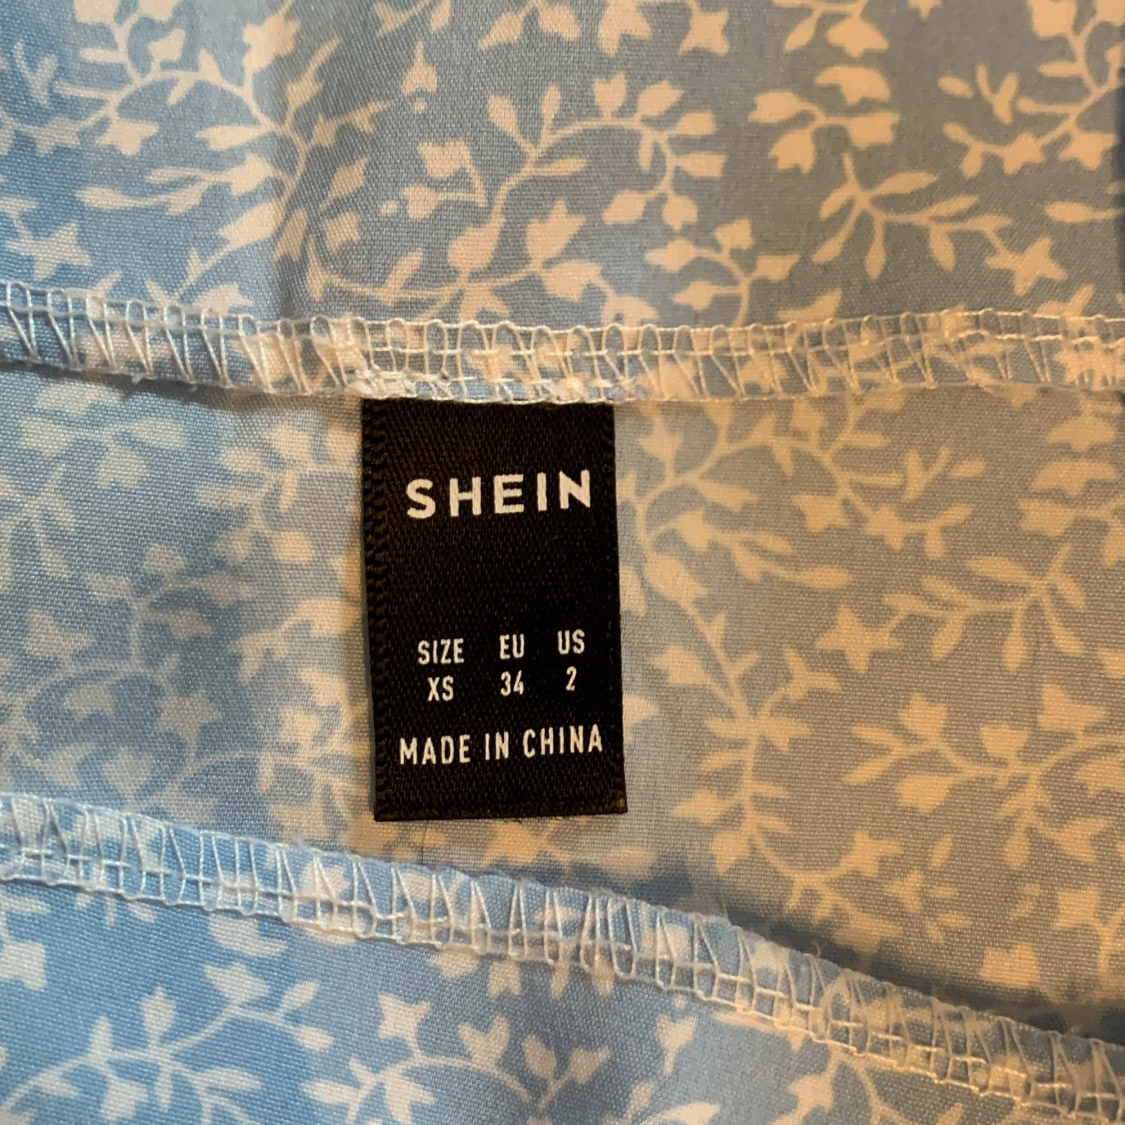 SHEIN
SIZE EU US
XS 34 2
MADE IN CHINA